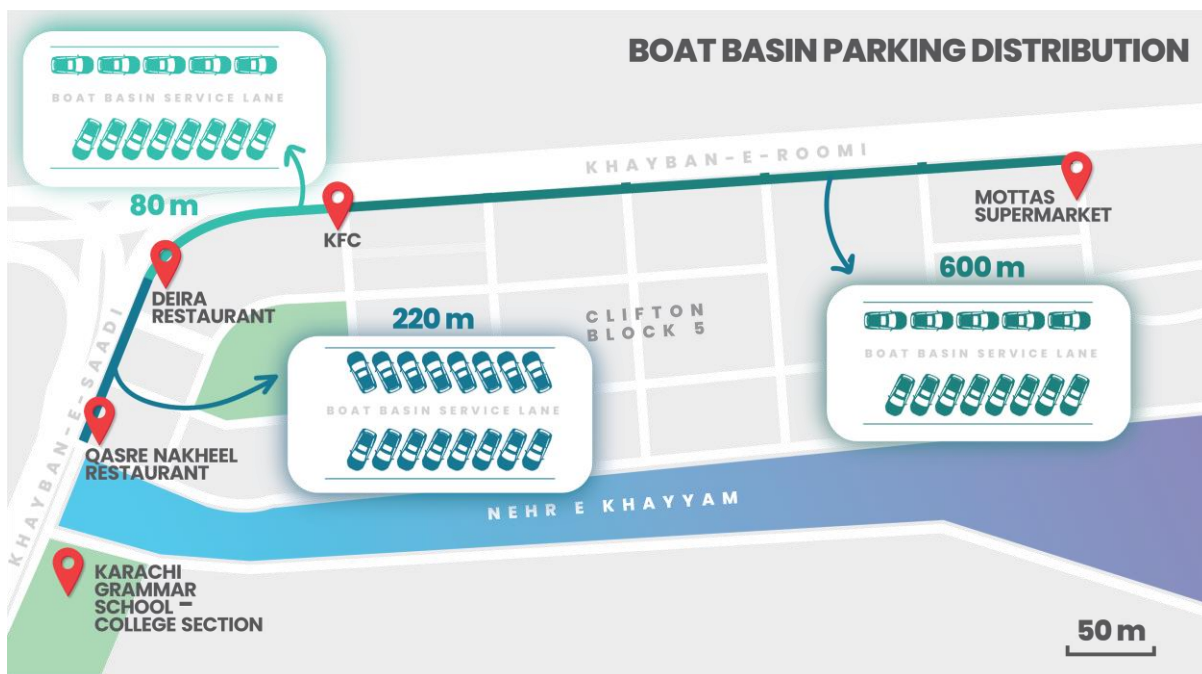 BOAT BASIN PARKING DISTRIBUTION
BOAT BASIN SERVICE LANE
80 m
KHAYBAN-E-ROOMI
KFC
MOTTAS
SUPERMARKET
DEIRA
RESTAURANT
600 m
BOAT BASIN SERVICE LANE
220 m
CLIFTON
BLOCK 5
BOAT BASIN SERVICE LANE
KHAYBAN-E-SAADI
QASRE NAKHEEL
RESTAURANT
NEHR E KHAYYAM
KARACHI
GRAMMAR
SCHOOL –
COLLEGE SECTION
50 m